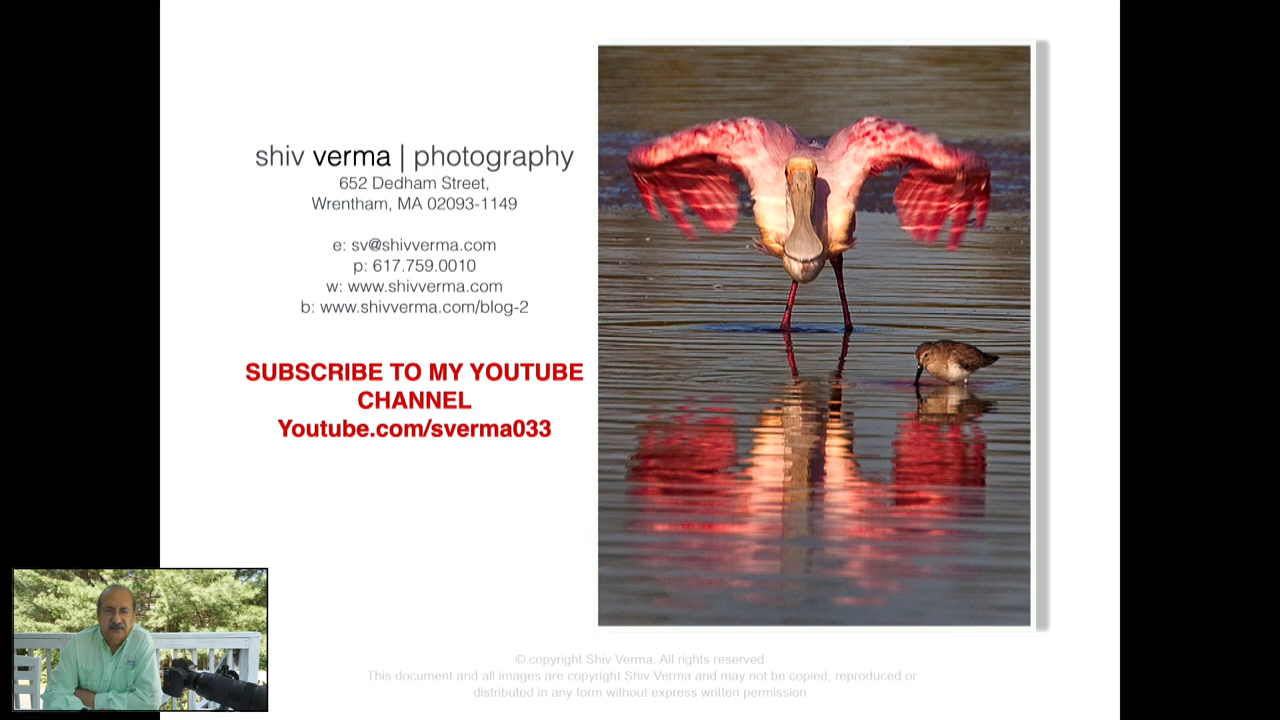 shiv verma | photography
652 Dedham Street,
Wrentham, MA 02093-1149
e: sv@shivverma.com
p: 617.759.0010
w: www.shivverma.com
b: www.shivverma.com/blog-2
SUBSCRIBE TO MY YOUTUBE
CHANNEL
Youtube.com/sverma033
© copyright Shiv Verma. All rights reserved
This document and all images are copyright Shiv Verma and may not be copied, reproduced or
distributed in any form without express written permission